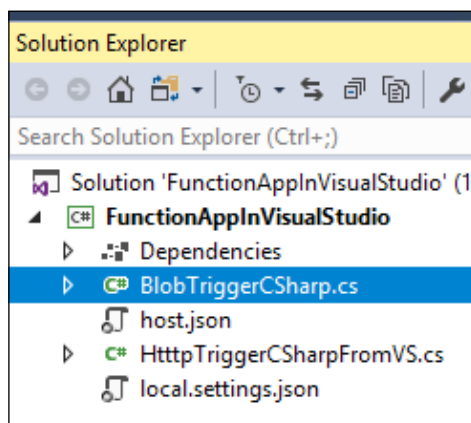 Solution Explorer
Search Solution Explorer (Ctrl+;)
Solution 'FunctionAppInVisualStudio' (1
C# FunctionAppInVisualStudio
Dependencies
C# BlobTriggerCSharp.cs
host.json
C# HtttpTriggerCSharpFromVS.cs
local.settings.json